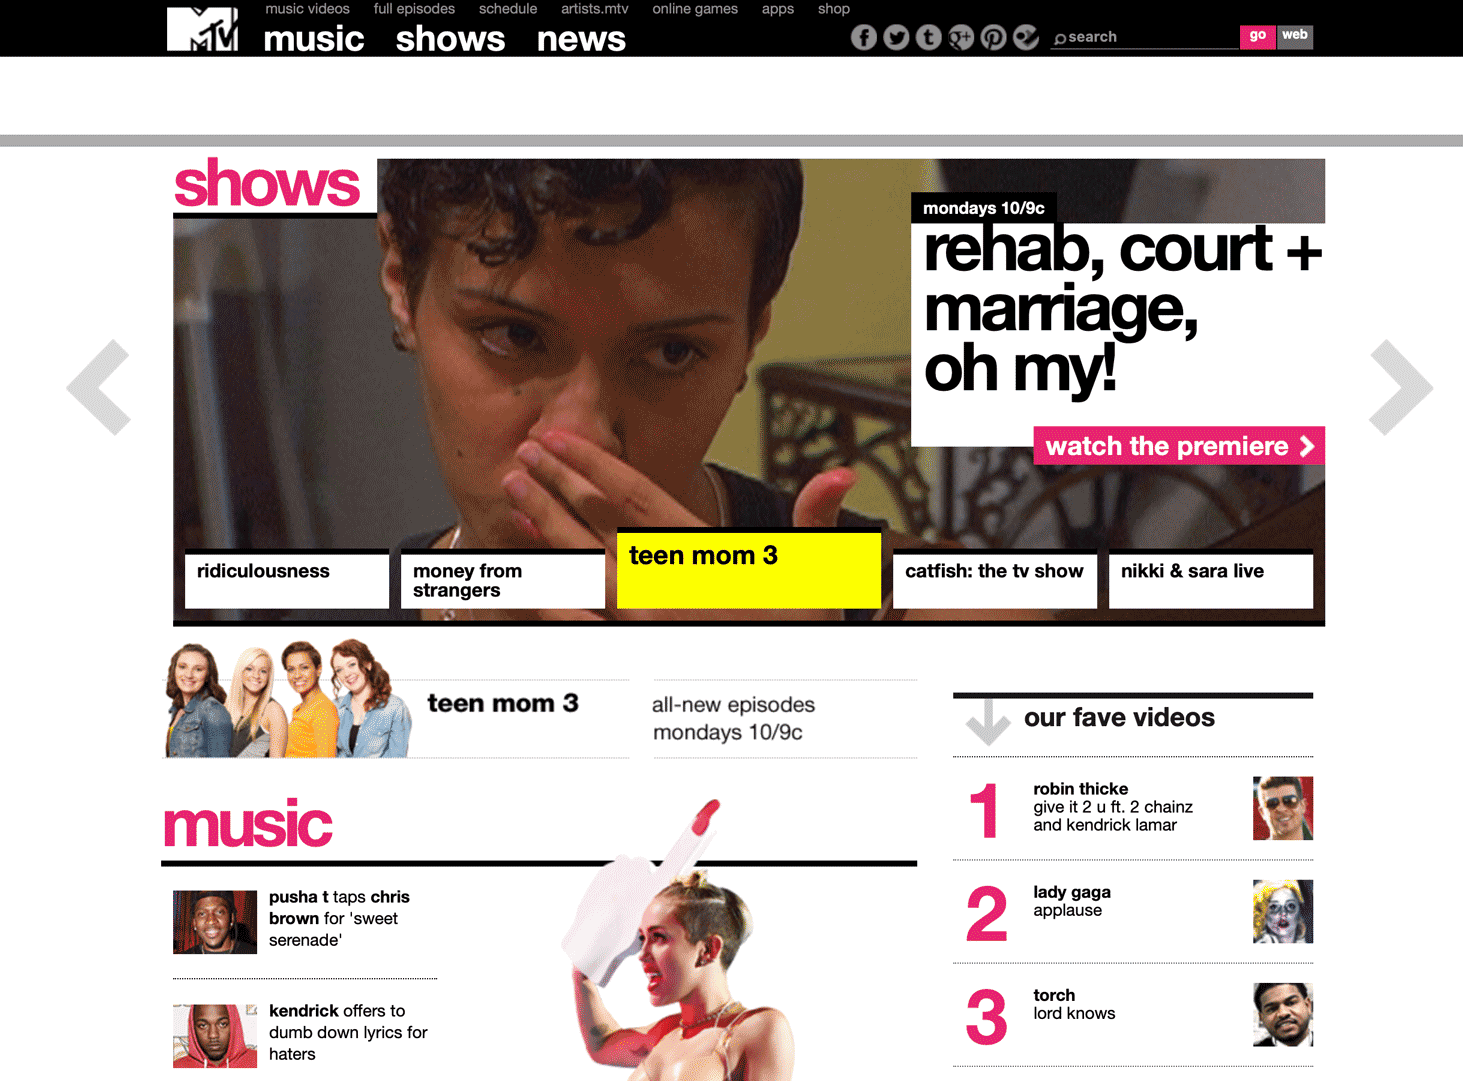 music videos full episodes schedule artists.mtv online games apps shop
MTV
music shows news
search go web
shows
mondays 10/9c
rehab, court +
marriage,
oh my!
watch the premiere
ridiculousness
money from
strangers
teen mom 3
catfish: the tv show
nikki & sara live
teen mom 3
all-new episodes
mondays 10/9c
our fave videos
1
robin thicke
give it 2 u ft. 2 chainz
and kendrick lamar
2
lady gaga
applause
3
torch
lord knows
music
pusha t taps chris
brown for 'sweet
serenade'
kendrick offers to
dumb down lyrics for
haters